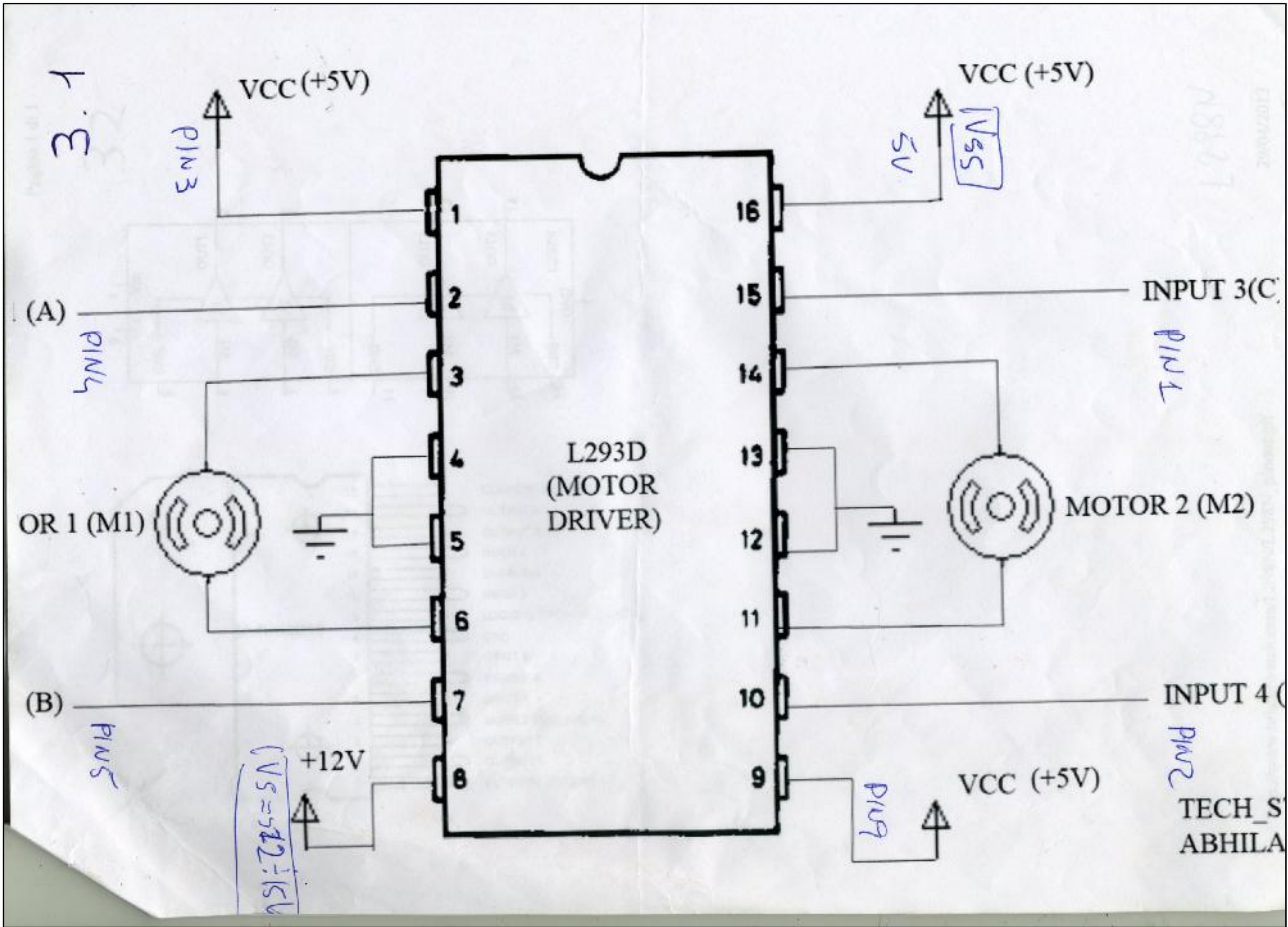 3.1
VCC (+5V)
VCC (+5V)
PIN3
VSS
5V
1
16
(A)
2
15
INPUT 3(C)
PIN4
PIN1
3
14
4
13
L293D
(MOTOR
DRIVER)
OR 1 (M1)
MOTOR 2 (M2)
5
12
6
11
(B)
7
10
INPUT 4 (
PIN5
PIN2
+12V
8
9
VCC (+5V)
PIN9
TECH_S
ABHILA